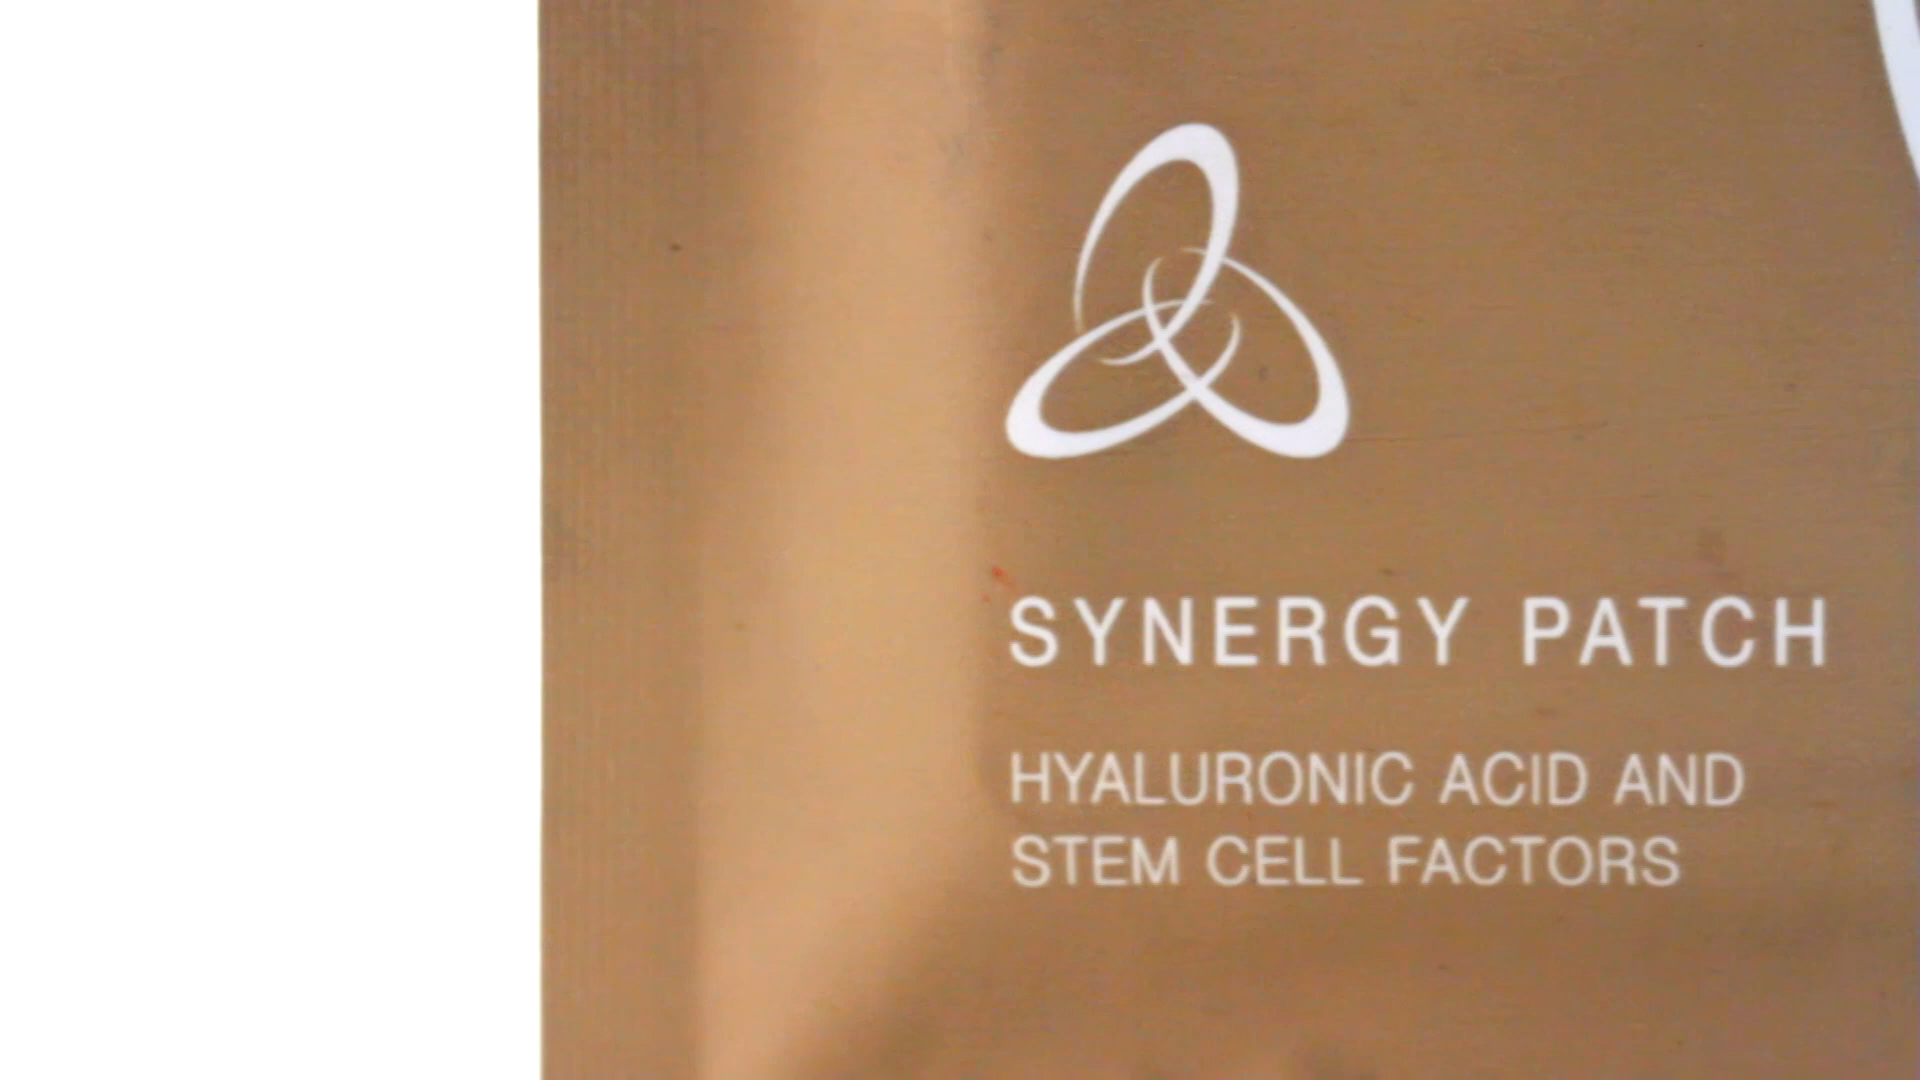 SYNERGY PATCH
HYALURONIC ACID AND
STEM CELL FACTORS